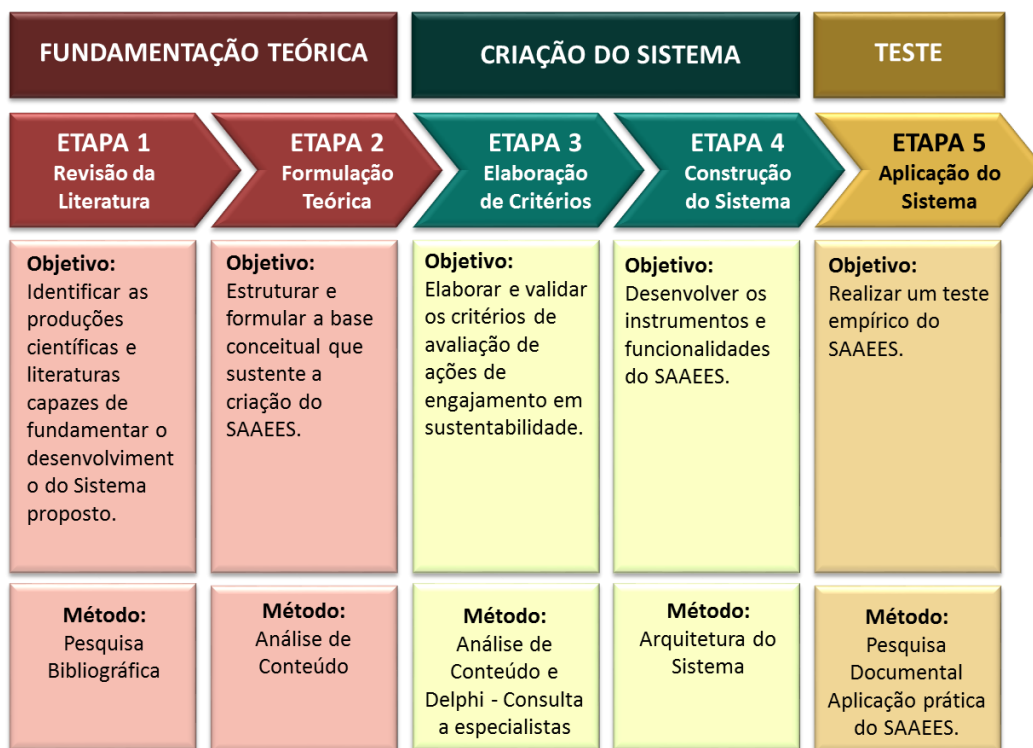 FUNDAMENTAÇÃO TEÓRICA
CRIAÇÃO DO SISTEMA
TESTE
ETAPA 1
Revisão da
Literatura
ETAPA 2
Formulação
Teórica
ETAPA 3
Elaboração
de Critérios
ETAPA 4
Construção
do Sistema
ETAPA 5
Aplicação do
Sistema
Objetivo:
Identificar as
produções
científicas e
literaturas
capazes de
fundamentar o
desenvolviment
o do Sistema
proposto.
Objetivo:
Estruturar e
formular a base
conceitual que
sustente a
criação do
SAAEES.
Objetivo:
Elaborar e validar
os critérios de
avaliação de
ações de
engajamento em
sustentabilidade.
Objetivo:
Desenvolver os
instrumentos e
funcionalidades
do SAAEES.
Objetivo:
Realizar um teste
empírico do
SAAEES.
Método:
Pesquisa
Bibliográfica
Método:
Análise de
Conteúdo
Método:
Análise de
Conteúdo e
Delphi - Consulta
a especialistas
Método:
Arquitetura do
Sistema
Método:
Pesquisa
Documental
Aplicação prática
do SAAEES.